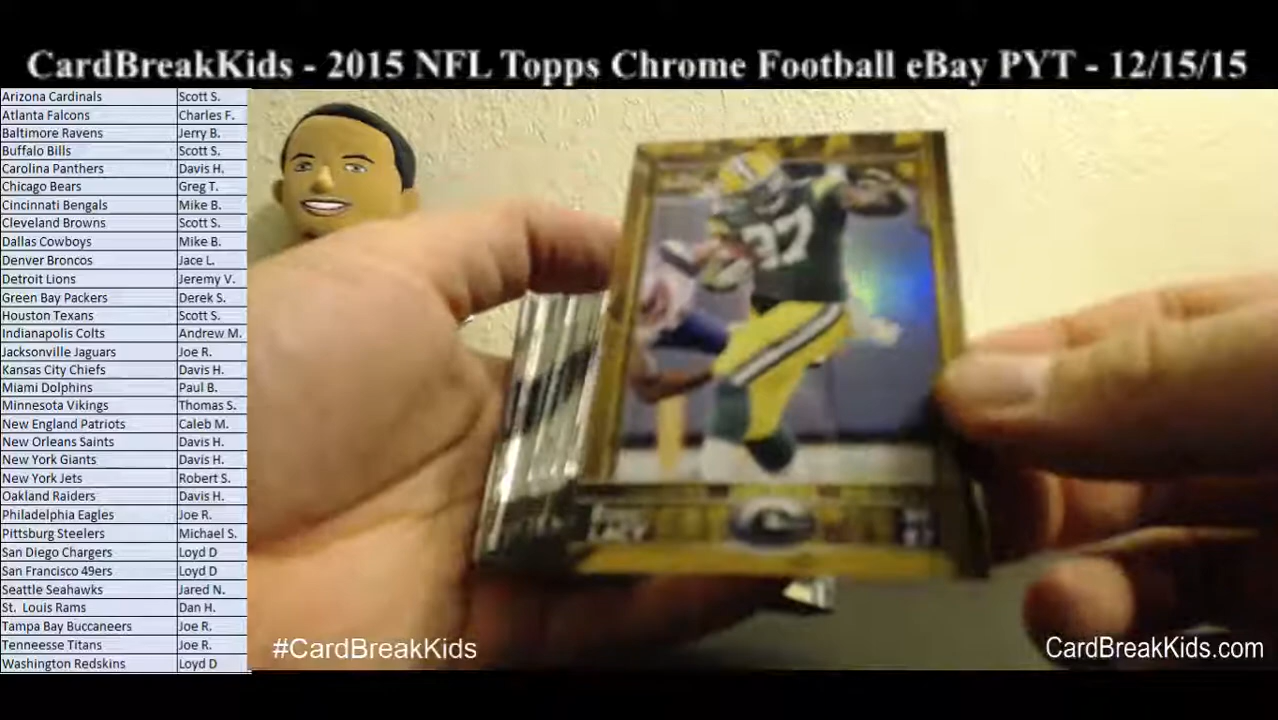 CardBreakKids - 2015 NFL Topps Chrome Football eBay PYT - 12/15/15
Arizona Cardinals Scott S.
Atlanta Falcons Charles F.
Baltimore Ravens Jerry B.
Buffalo Bills Scott S.
Carolina Panthers Davis H.
Chicago Bears Greg T.
Cincinnati Bengals Mike B.
Cleveland Browns Scott S.
Dallas Cowboys Mike B.
Denver Broncos Jace L.
Detroit Lions Jeremy V.
Green Bay Packers Derek S.
Houston Texans Scott S.
Indianapolis Colts Andrew M.
Jacksonville Jaguars Joe R.
Kansas City Chiefs Davis H.
Miami Dolphins Paul B.
Minnesota Vikings Thomas S.
New England Patriots Caleb M.
New Orleans Saints Davis H.
New York Giants Davis H.
New York Jets Robert S.
Oakland Raiders Davis H.
Philadelphia Eagles Joe R.
Pittsburg Steelers Michael S.
San Diego Chargers Loyd D
San Francisco 49ers Loyd D
Seattle Seahawks Jared N.
St. Louis Rams Dan H.
Tampa Bay Buccaneers Joe R.
Tenneesse Titans Joe R.
Washington Redskins Loyd D
LACY
#CardBreakKids
CardBreakKids.com